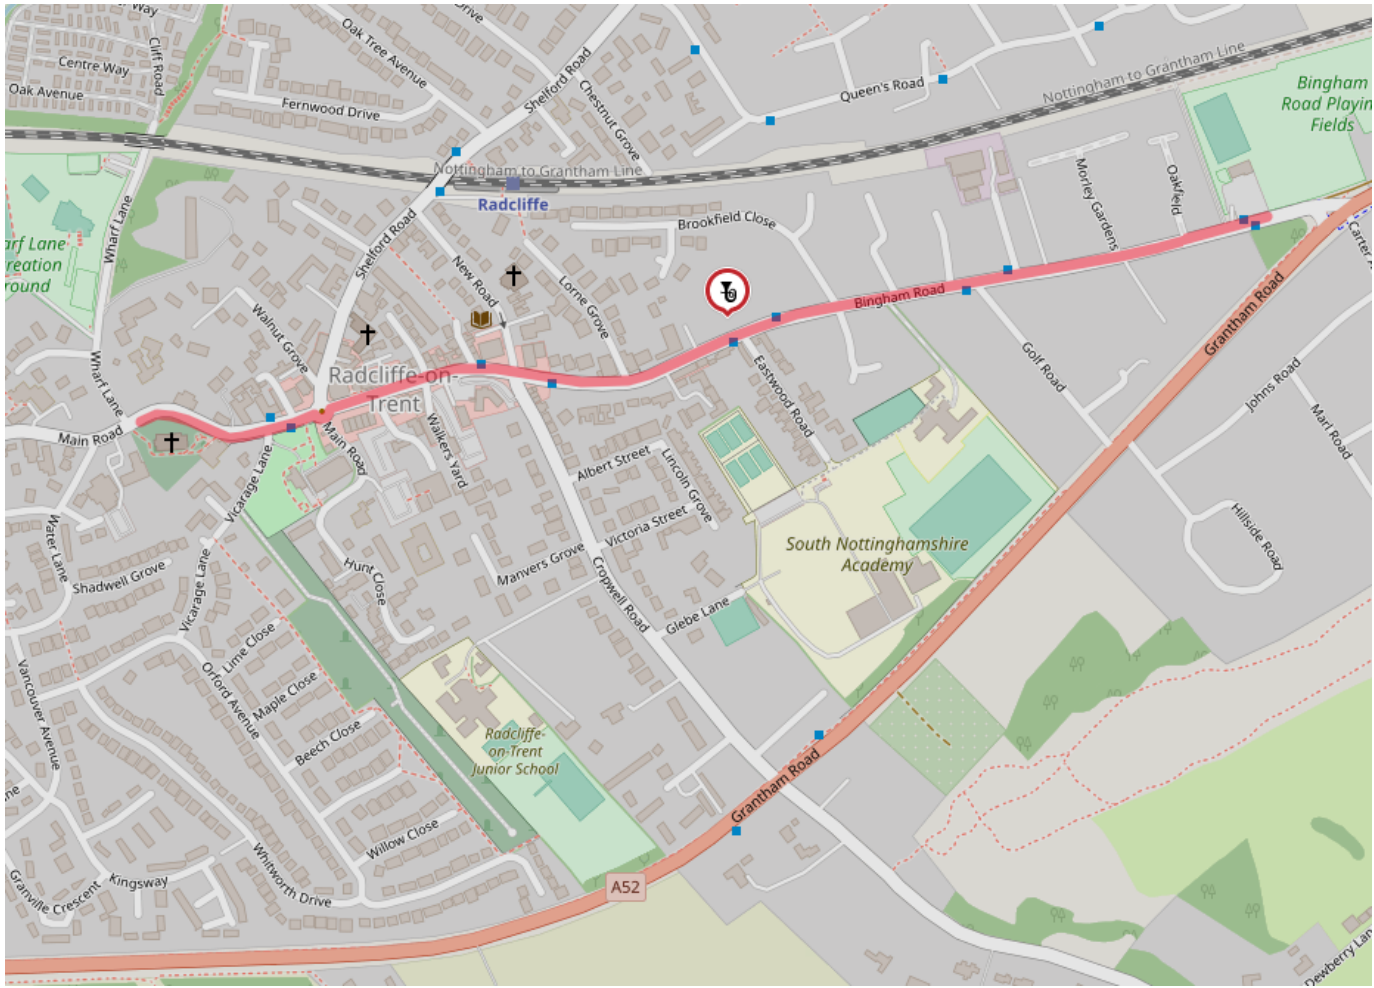 Way
Cliff Road
Centre Way
Oak Avenue
Oak Tree Avenue
Drive
Fernwood Drive
Shelford Road
Chestnut Grove
Queen's Road
Nottingham to Grantham Line
Bingham
Road Playin
Fields
Nottingham to Grantham Line
Radcliffe
Wharf Lane
arf Lane
reation
round
Shelford Road
Brookfield Close
Morley Gardens
Oakfield
Carter
New Road
Lorne Grove
Bingham Road
Grantham Road
Walnut Grove
Wharf Lane
Radcliffe-on-
Trent
Main Road
Main Road
Walkers Yard
Eastwood Road
Golf Road
Johns Road
Marl Road
Vicarage Lane
Albert Street
Lincoln Grove
Victoria Street
Manvers Grove
Water Lane
Shadwell Grove
Hunt Close
Cropwell Road
Glebe Lane
South Nottinghamshire
Academy
Hillside Road
Vicarage Lane
Lime Close
Orford Avenue
Maple Close
Beech Close
Vancouver Avenue
Radcliffe-
on-Trent
Junior School
Grantham Road
Willow Close
Whitworth Drive
Kingsway
Granville Crescent
A52
Dewberry Lan